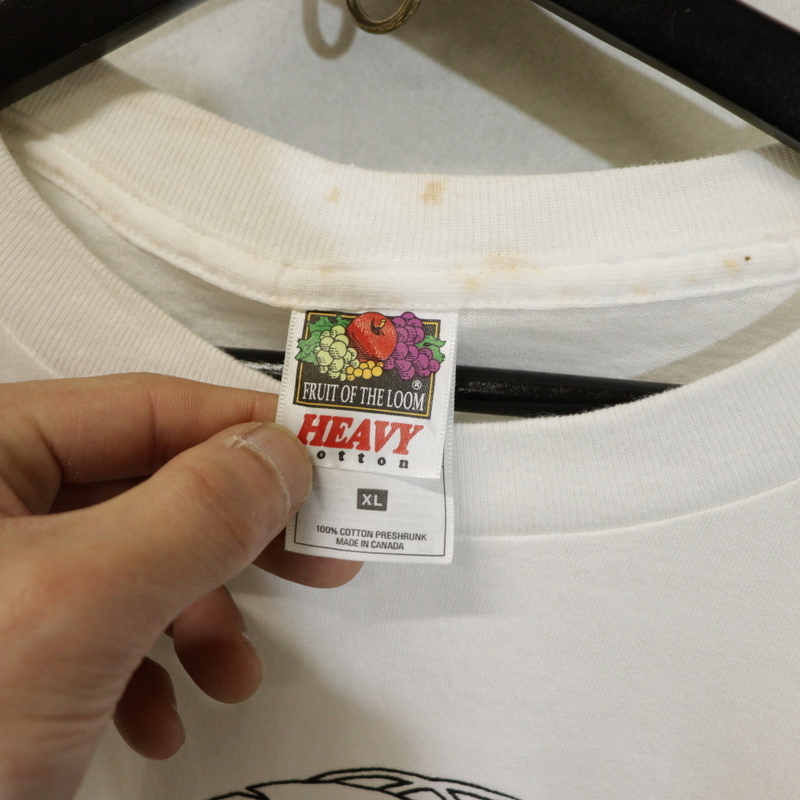 ®
FRUIT OF THE LOOM
HEAVY
otton
XL
100% COTTON PRESHRUNK
MADE IN CANADA